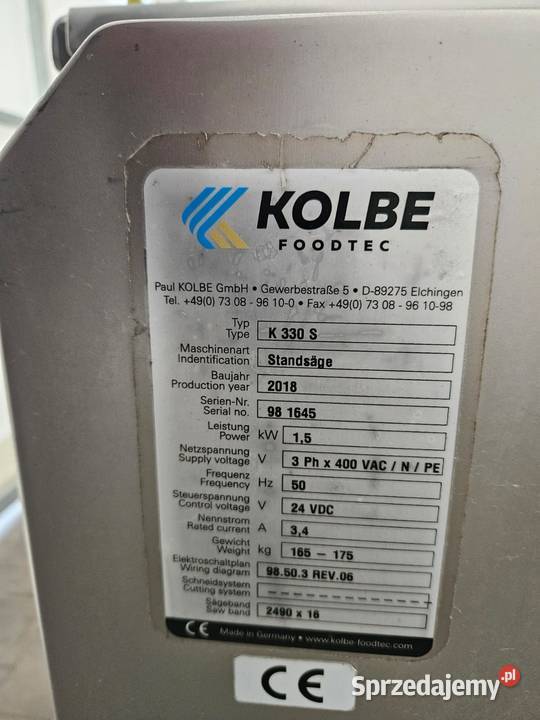 KOLBE
FOODTEC
Paul KOLBE GmbH • Gewerbestraße 5 • D-89275 Elchingen
Tel. +49(0) 73 08 - 96 10-0 • Fax +49(0) 73 08 - 96 10-98
Typ
Type K 330 S
Maschinenart
Indentification Standsäge
Baujahr
Production year 2018
Serien-Nr.
Serial no. 98 1645
Leistung
Power kW 1,5
Netzspannung
Supply voltage V 3 Ph x 400 VAC / N / PE
Frequenz
Frequency Hz 50
Steuerspannung
Control voltage V 24 VDC
Nennstrom
Rated current A 3,4
Gewicht
Weight kg 165 – 175
Elektroschaltplan
Wiring diagram 98.50.3 REV.06
Schneidsystem
Cutting system – – – – – – – – – – – – – –
Sägeband
Saw band 2490 x 16
CE Made in Germany • www.kolbe-foodtec.com
CE
Sprzedajemy.pl